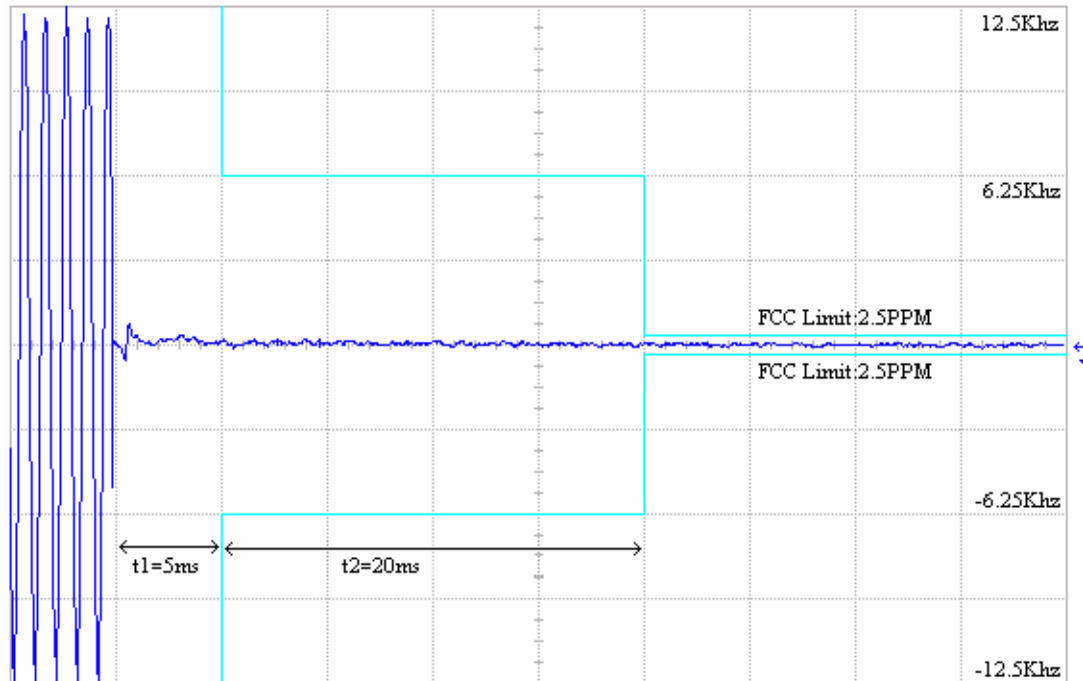 12.5Khz
6.25Khz
FCC Limit:2.5PPM
FCC Limit:2.5PPM
-6.25Khz
t1=5ms
t2=20ms
-12.5Khz